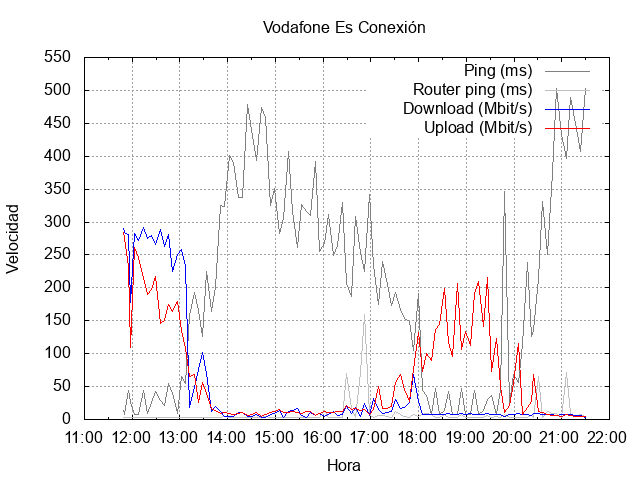 Vodafone Es Conexión
Ping (ms)
Router ping (ms)
Download (Mbit/s)
Upload (Mbit/s)
550
500
450
400
350
300
250
200
150
100
50
0
Velocidad
11:00 12:00 13:00 14:00 15:00 16:00 17:00 18:00 19:00 20:00 21:00 22:00
Hora